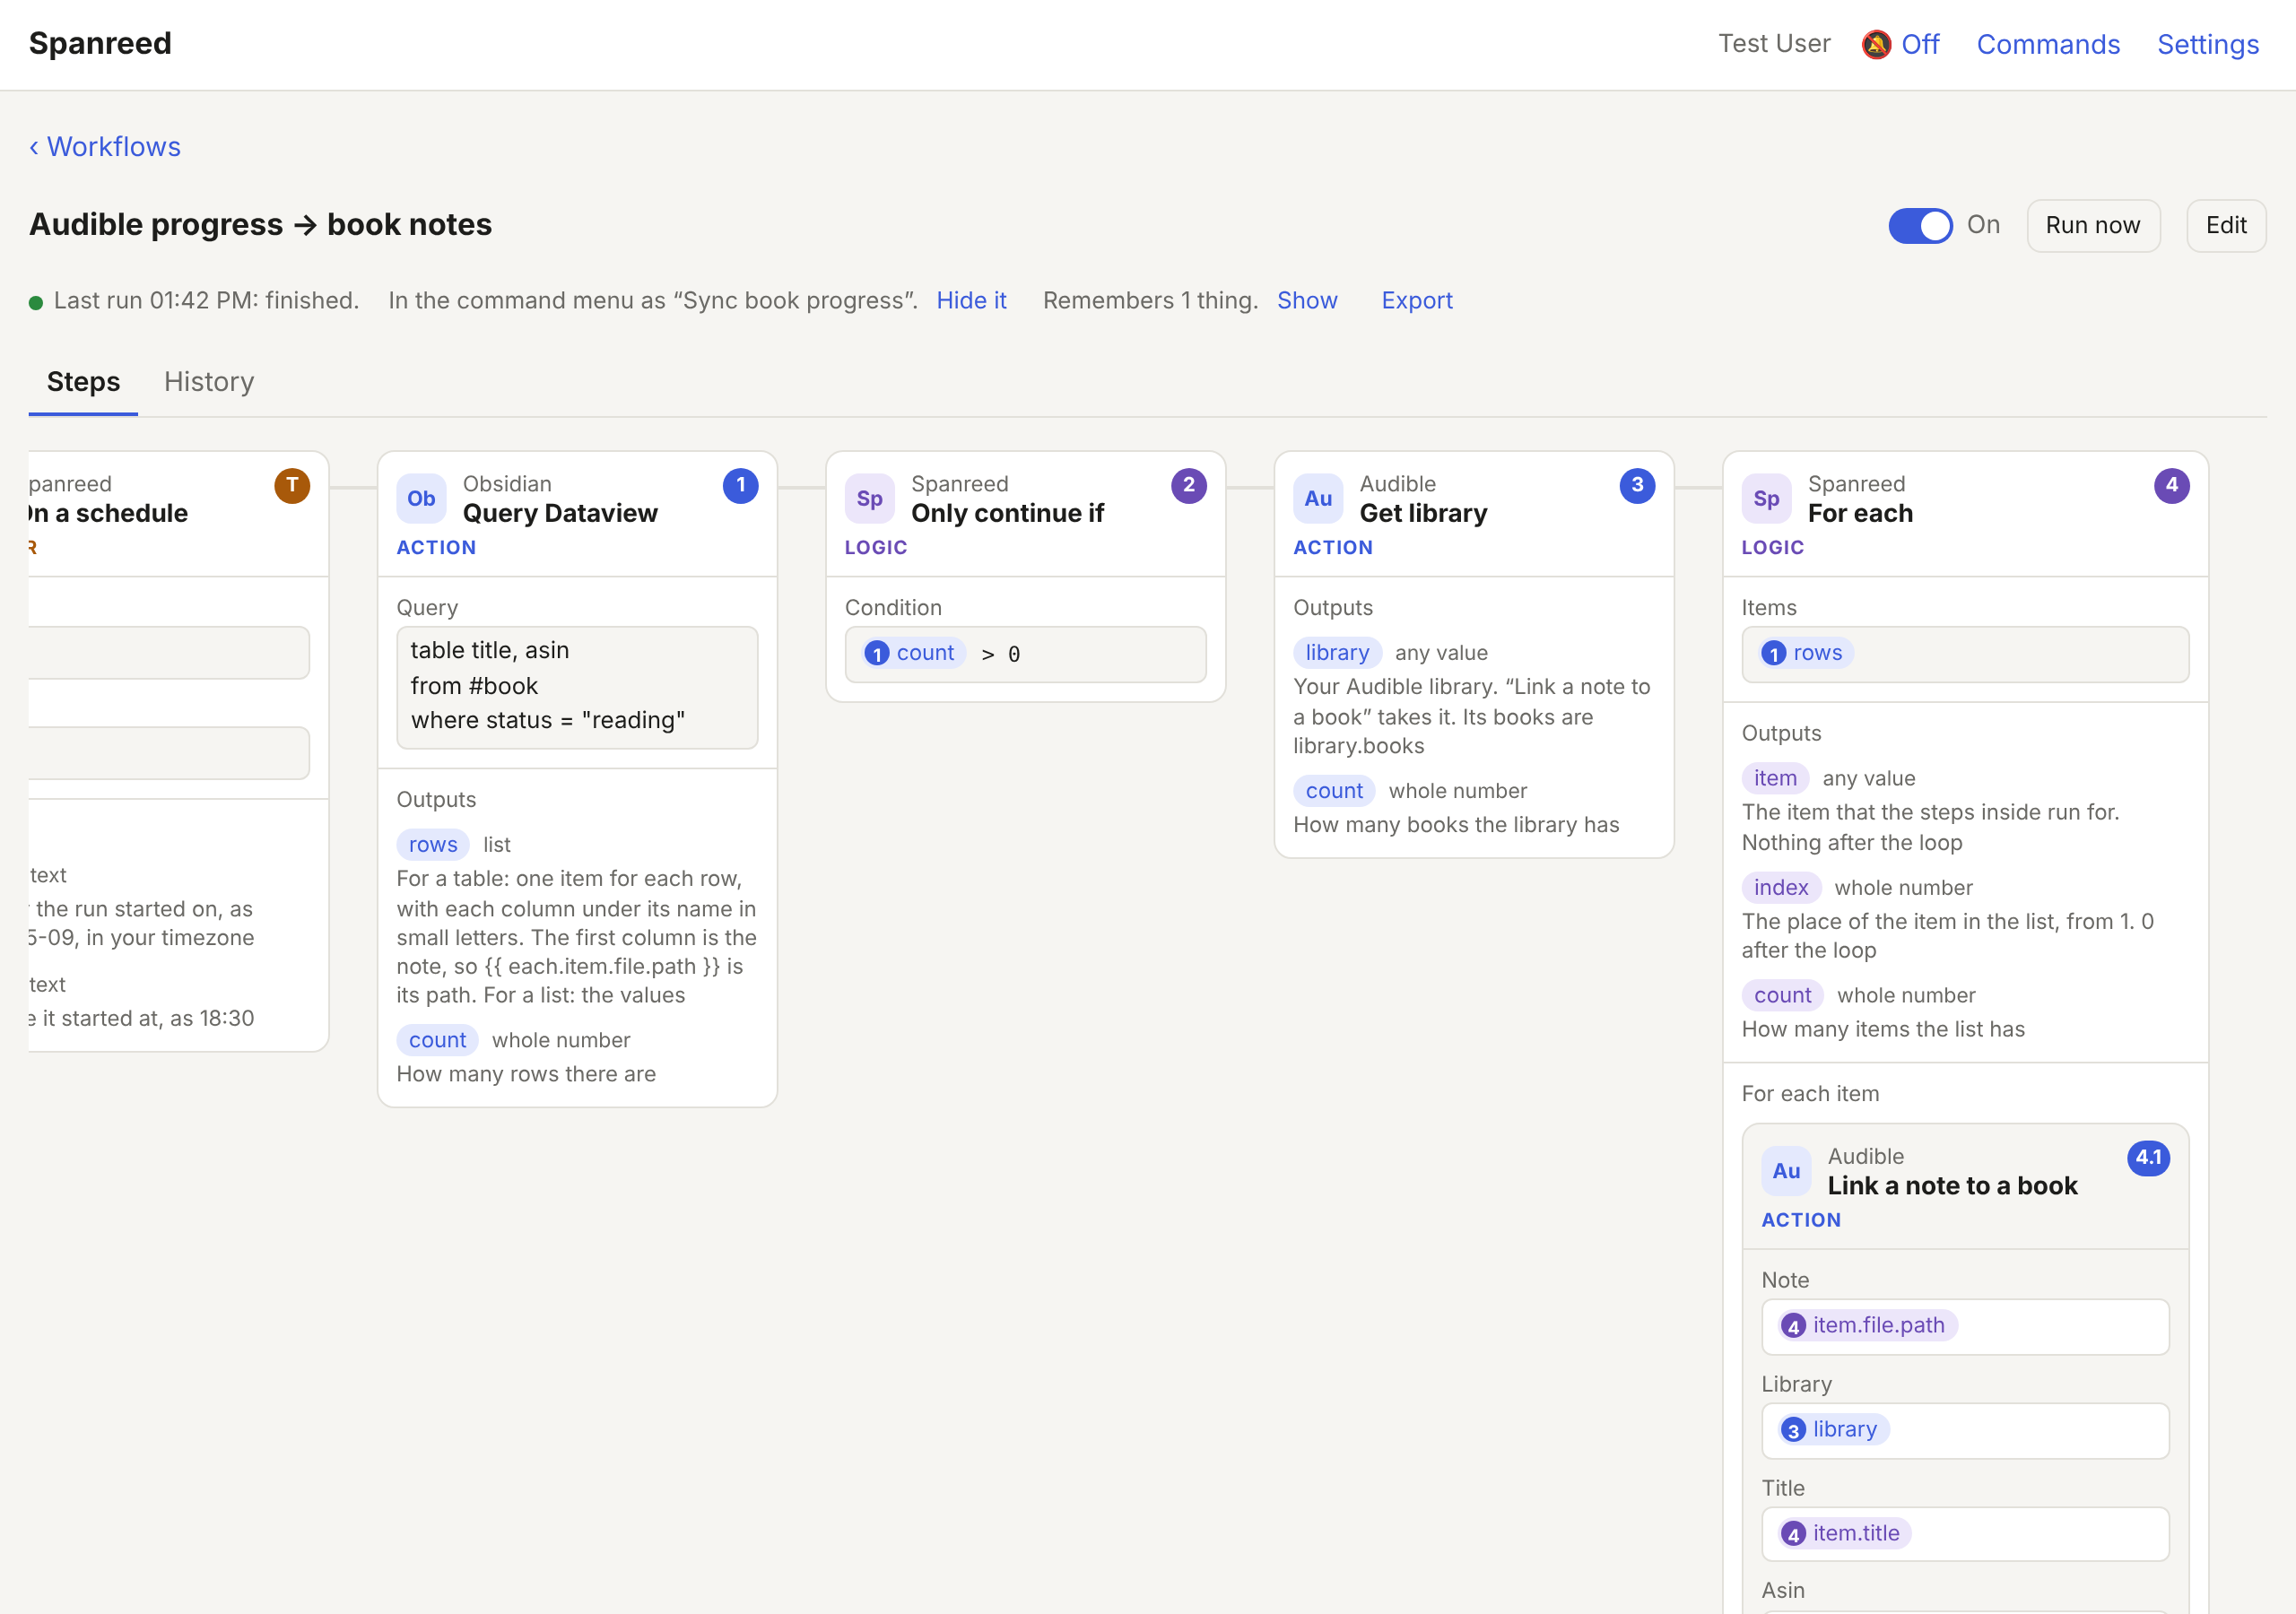 Spanreed
Test User
Off
Commands
Settings
‹ Workflows
Audible progress → book notes
On
Run now
Edit
Last run 01:42 PM: finished.
In the command menu as “Sync book progress”.
Hide it
Remembers 1 thing.
Show
Export
Steps
History
panreed
On a schedule
T
R
text
the run started on, as
5-09, in your timezone
text
e it started at, as 18:30
Ob
Obsidian
Query Dataview
1
ACTION
Query
table title, asin
from #book
where status = "reading"
Outputs
rows list
For a table: one item for each row,
with each column under its name in
small letters. The first column is the
note, so {{ each.item.file.path }} is
its path. For a list: the values
count whole number
How many rows there are
Sp
Spanreed
Only continue if
2
LOGIC
Condition
1 count > 0
Au
Audible
Get library
3
ACTION
Outputs
library any value
Your Audible library. “Link a note to
a book” takes it. Its books are
library.books
count whole number
How many books the library has
Sp
Spanreed
For each
4
LOGIC
Items
1 rows
Outputs
item any value
The item that the steps inside run for.
Nothing after the loop
index whole number
The place of the item in the list, from 1. 0
after the loop
count whole number
How many items the list has
For each item
Au
Audible
Link a note to a book
4.1
ACTION
Note
4 item.file.path
Library
3 library
Title
4 item.title
Asin